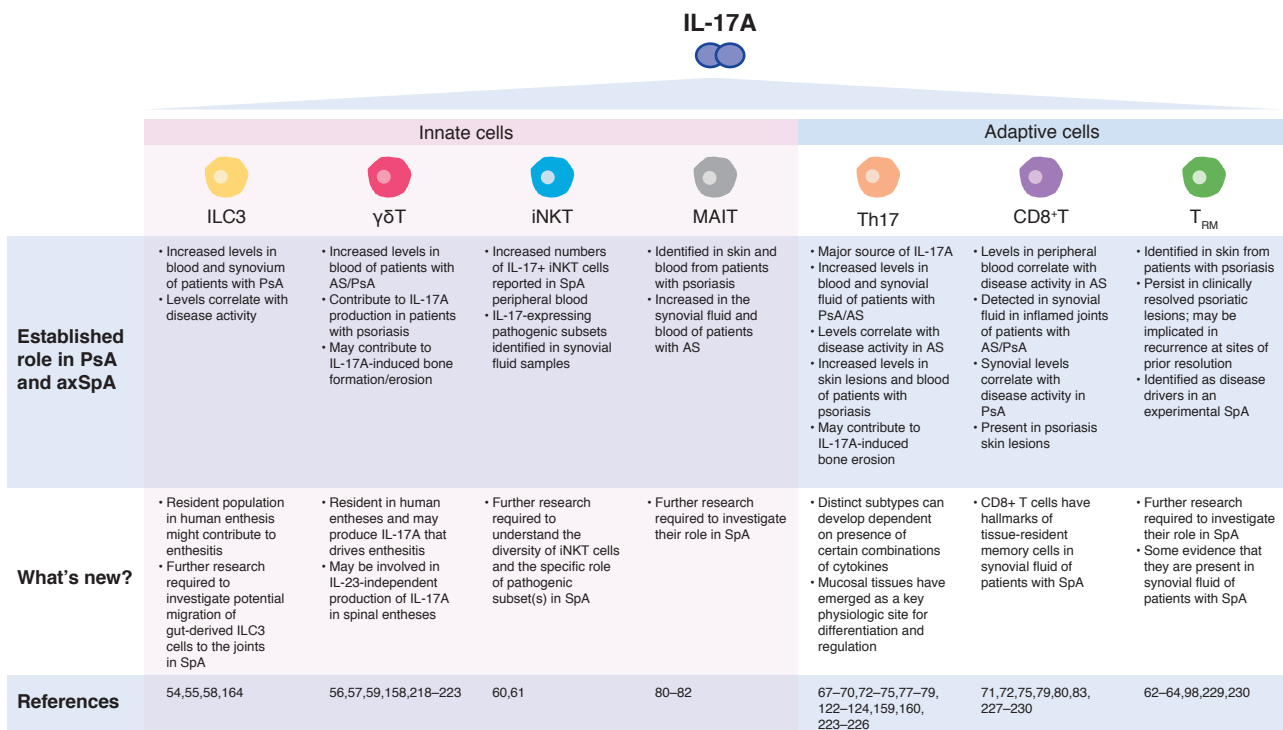 IL-17A
Innate cells
Adaptive cells
ILC3
γδT
iNKT
MAIT
Th17
CD8⁺T
T_RM
Established
role in PsA
and axSpA
• Increased levels in
blood and synovium
of patients with PsA
• Levels correlate with
disease activity
• Increased levels in
blood of patients with
AS/PsA
• Contribute to IL-17A
production in patients
with psoriasis
• May contribute to
IL-17A-induced bone
formation/erosion
• Increased numbers
of IL-17+ iNKT cells
reported in SpA
peripheral blood
• IL-17-expressing
pathogenic subsets
identified in synovial
fluid samples
• Identified in skin and
blood from patients
with psoriasis
• Increased in the
synovial fluid and
blood of patients
with AS
• Major source of IL-17A
• Increased levels in
blood and synovial
fluid of patients with
PsA/AS
• Levels correlate with
disease activity in AS
• Increased levels in
skin lesions and blood
of patients with
psoriasis
• May contribute to
IL-17A-induced
bone erosion
• Levels in peripheral
blood correlate with
disease activity in AS
• Detected in synovial
fluid in inflamed joints
of patients with
AS/PsA
• Synovial levels
correlate with
disease activity in
PsA
• Present in psoriasis
skin lesions
• Identified in skin from
patients with psoriasis
• Persist in clinically
resolved psoriatic
lesions; may be
implicated in
recurrence at sites of
prior resolution
• Identified as disease
drivers in an
experimental SpA
What's new?
• Resident population
in human enthesis
might contribute to
enthesitis
• Further research
required to
investigate potential
migration of
gut-derived ILC3
cells to the joints
in SpA
• Resident in human
entheses and may
produce IL-17A that
drives enthesitis
• May be involved in
IL-23-independent
production of IL-17A
in spinal entheses
• Further research
required to
understand the
diversity of iNKT cells
and the specific role
of pathogenic
subset(s) in SpA
• Further research
required to investigate
their role in SpA
• Distinct subtypes can
develop dependent
on presence of
certain combinations
of cytokines
• Mucosal tissues have
emerged as a key
physiologic site for
differentiation and
regulation
• CD8+ T cells have
hallmarks of
tissue-resident
memory cells in
synovial fluid of
patients with SpA
• Further research
required to investigate
their role in SpA
• Some evidence that
they are present in
synovial fluid of
patients with SpA
References
54,55,58,164
56,57,59,158,218–223
60,61
80–82
67–70,72–75,77–79,
122–124,159,160,
223–226
71,72,75,79,80,83,
227–230
62–64,98,229,230